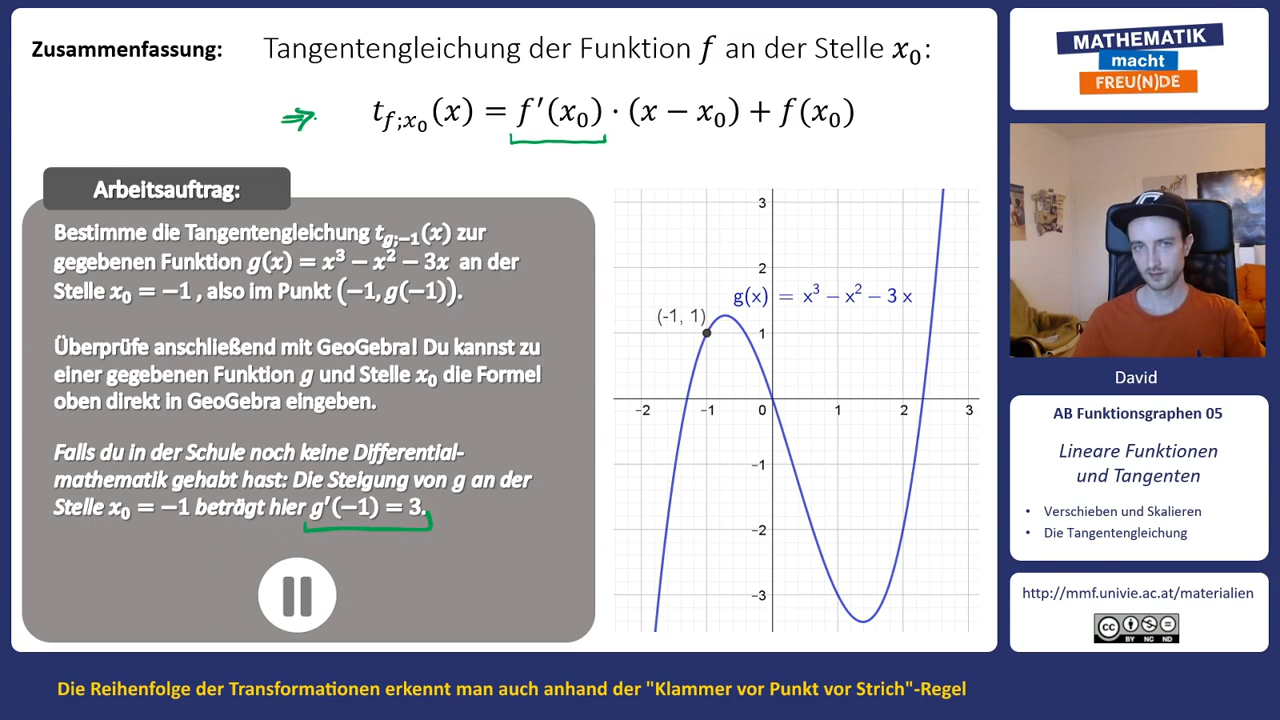 Zusammenfassung: Tangentengleichung der Funktion f an der Stelle x₀:
t_{f;x₀}(x) = f′(x₀) · (x − x₀) + f(x₀)
Arbeitsauftrag:
Bestimme die Tangentengleichung t_{g;−1}(x) zur
gegebenen Funktion g(x) = x³ − x² − 3x an der
Stelle x₀ = −1 , also im Punkt (−1, g(−1)).
Überprüfe anschließend mit GeoGebra! Du kannst zu
einer gegebenen Funktion g und Stelle x₀ die Formel
oben direkt in GeoGebra eingeben.
Falls du in der Schule noch keine Differential-
mathematik gehabt hast: Die Steigung von g an der
Stelle x₀ = −1 beträgt hier g′(−1) = 3.
3
2
g(x) = x³ − x² − 3 x
(-1, 1)
1
−2 −1 0 1 2 3
−1
−2
−3
MATHEMATIK
macht
FREU(N)DE
David
AB Funktionsgraphen 05
Lineare Funktionen
und Tangenten
• Verschieben und Skalieren
• Die Tangentengleichung
http://mmf.univie.ac.at/materialien
CC BY NC ND
Die Reihenfolge der Transformationen erkennt man auch anhand der "Klammer vor Punkt vor Strich"-Regel